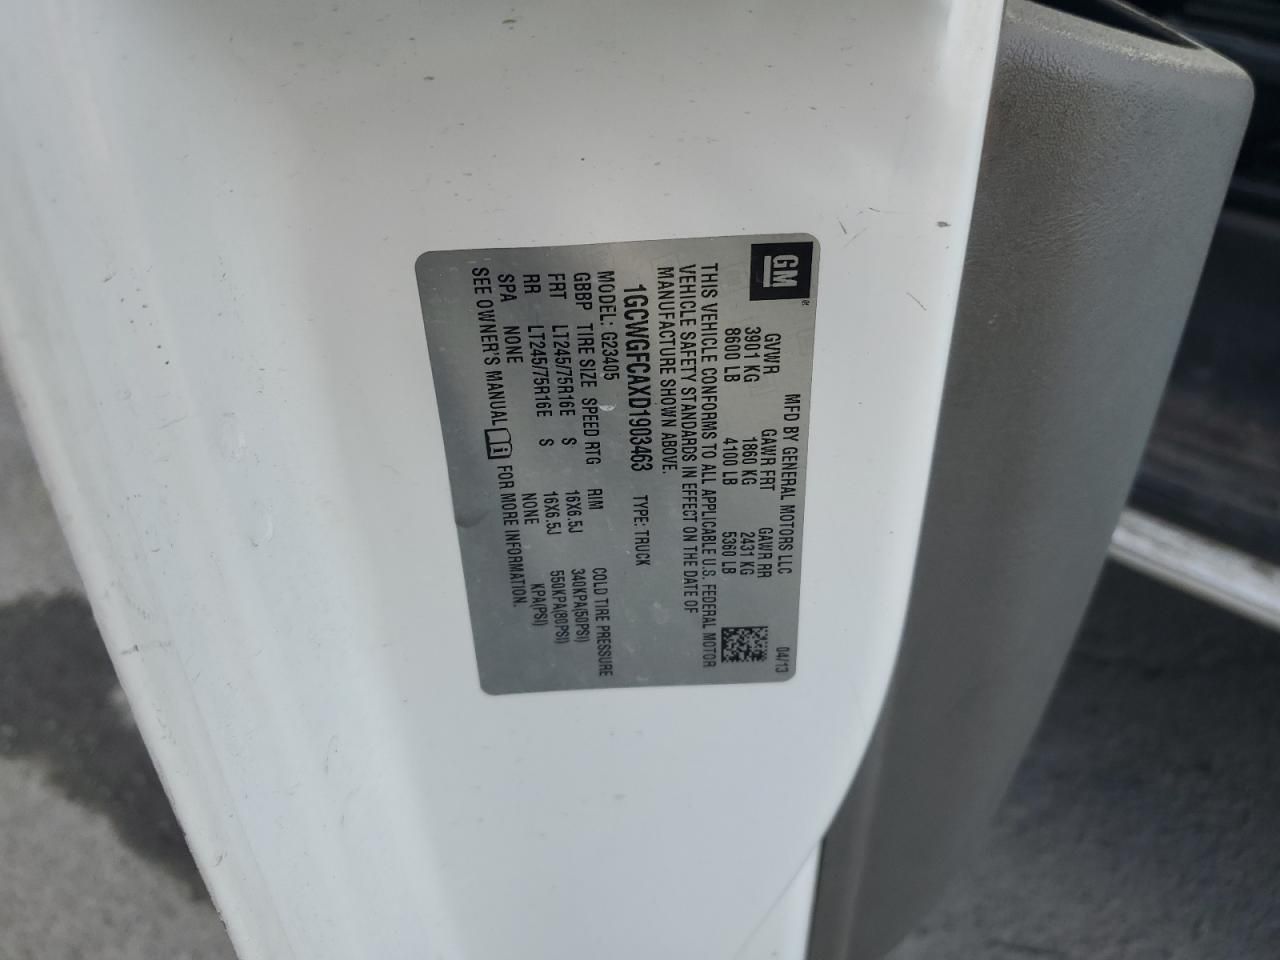 GM
MFD BY GENERAL MOTORS LLC 04/13
GVWR GAWR FRT GAWR RR
3901 KG 1860 KG 2431 KG
8600 LB 4100 LB 5360 LB
THIS VEHICLE CONFORMS TO ALL APPLICABLE U.S. FEDERAL MOTOR
VEHICLE SAFETY STANDARDS IN EFFECT ON THE DATE OF
MANUFACTURE SHOWN ABOVE.
1GCWGFCAXD1903463 TYPE: TRUCK
MODEL: G23405
GBBP TIRE SIZE SPEED RTG RIM COLD TIRE PRESSURE
FRT LT245/75R16E S 16X6.5J 340KPA(50PSI)
RR LT245/75R16E S 16X6.5J 550KPA(80PSI)
SPA NONE NONE KPA(PSI)
SEE OWNER'S MANUAL FOR MORE INFORMATION.